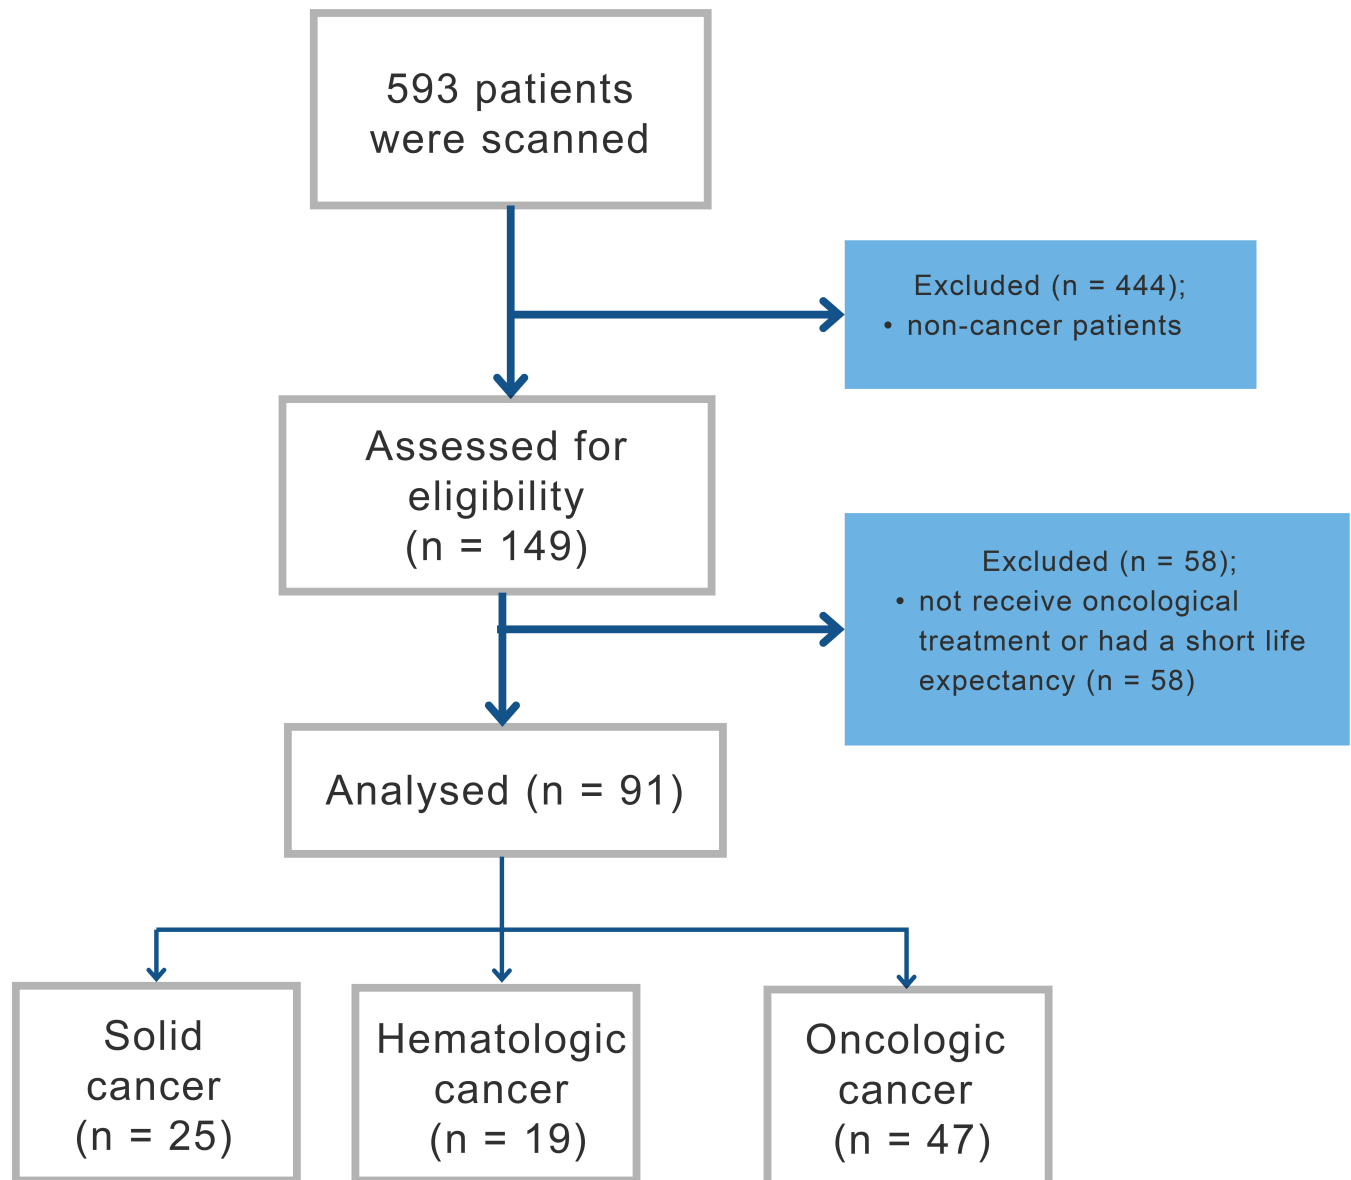 593 patients
were scanned
Excluded (n = 444);
• non-cancer patients
Assessed for
eligibility
(n = 149)
Excluded (n = 58);
• not receive oncological
treatment or had a short life
expectancy (n = 58)
Analysed (n = 91)
Solid
cancer
(n = 25)
Hematologic
cancer
(n = 19)
Oncologic
cancer
(n = 47)